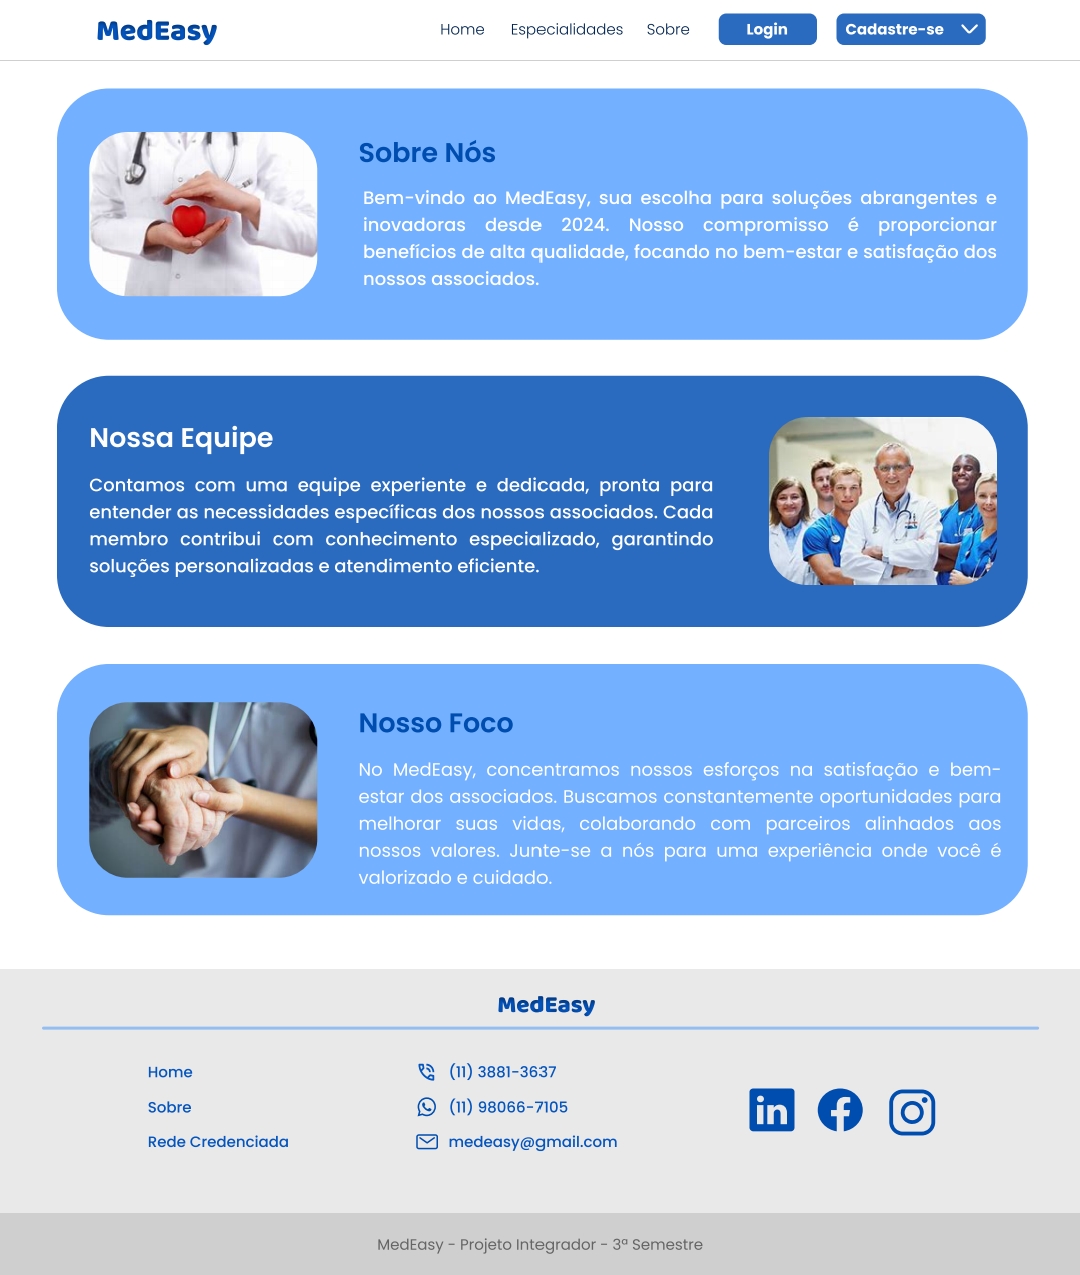 MedEasy
Home Especialidades Sobre Login Cadastre-se
Sobre Nós
Bem-vindo ao MedEasy, sua escolha para soluções abrangentes e
inovadoras desde 2024. Nosso compromisso é proporcionar
benefícios de alta qualidade, focando no bem-estar e satisfação dos
nossos associados.
Nossa Equipe
Contamos com uma equipe experiente e dedicada, pronta para
entender as necessidades específicas dos nossos associados. Cada
membro contribui com conhecimento especializado, garantindo
soluções personalizadas e atendimento eficiente.
Nosso Foco
No MedEasy, concentramos nossos esforços na satisfação e bem-
estar dos associados. Buscamos constantemente oportunidades para
melhorar suas vidas, colaborando com parceiros alinhados aos
nossos valores. Junte-se a nós para uma experiência onde você é
valorizado e cuidado.
MedEasy
Home
Sobre
Rede Credenciada
(11) 3881-3637
(11) 98066-7105
medeasy@gmail.com
in
MedEasy - Projeto Integrador - 3ª Semestre